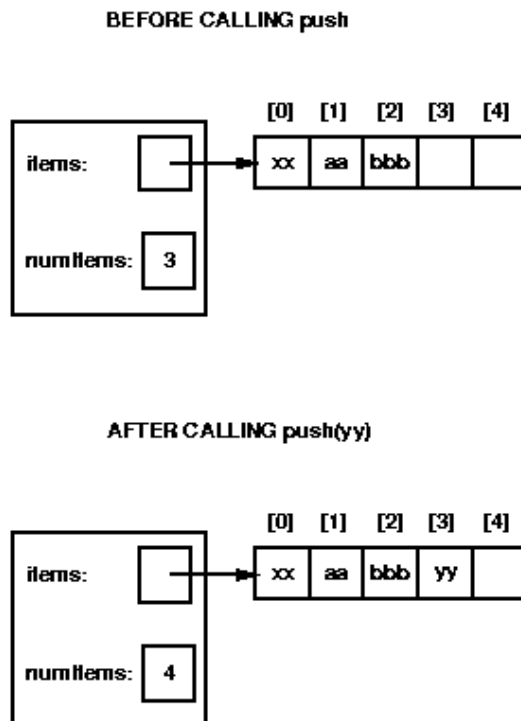 BEFORE CALLING push
[0] [1] [2] [3] [4]
items: xx aa bbb
numItems: 3
AFTER CALLING push(yy)
[0] [1] [2] [3] [4]
items: xx aa bbb yy
numItems: 4